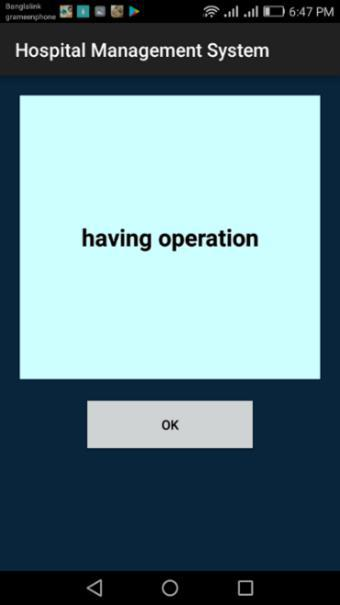 Banglalink
grameenphone
6:47 PM
Hospital Management System
having operation
OK